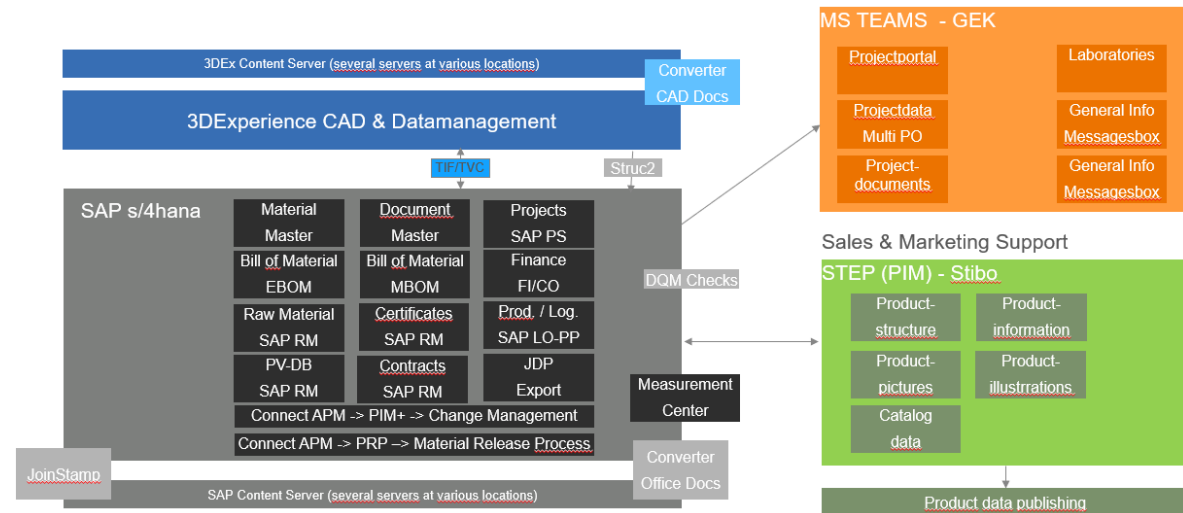 MS TEAMS - GEK
Projectportal
Laboratories
Projectdata
Multi PO
General Info
Messagesbox
Project-
documents
General Info
Messagesbox
3DEx Content Server (several servers at various locations)
Converter
CAD Docs
3DExperience CAD & Datamanagement
TIF/TVC
Struc2
SAP s/4hana
Material
Master
Document
Master
Projects
SAP PS
Bill of Material
EBOM
Bill of Material
MBOM
Finance
FI/CO
Raw Material
SAP RM
Certificates
SAP RM
Prod. / Log.
SAP LO-PP
PV-DB
SAP RM
Contracts
SAP RM
JDP
Export
Connect APM -> PIM+ -> Change Management
Connect APM -> PRP –> Material Release Process
DQM Checks
Measurement
Center
JoinStamp
Converter
Office Docs
SAP Content Server (several servers at various locations)
Sales & Marketing Support
STEP (PIM) - Stibo
Product-
structure
Product-
information
Product-
pictures
Product-
illustrrations
Catalog
data
Product data publishing